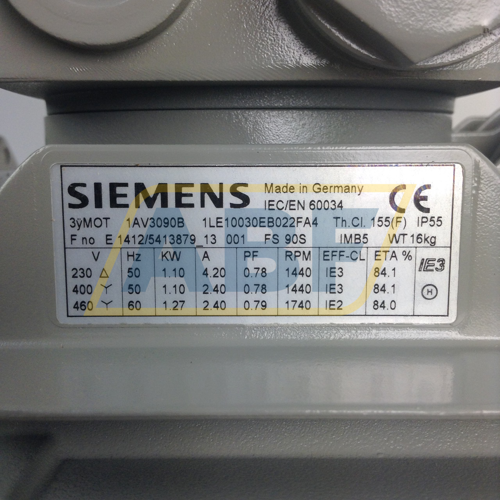 SIEMENS Made in Germany
IEC/EN 60034 CE
3yMOT 1AV3090B 1LE10030EB022FA4 Th.Cl. 155(F) IP55
F no E 1412/5413879_13 001 FS 90S IMB5 WT 16kg
V Hz KW A PF RPM EFF-CL ETA % IE3
230 △ 50 1.10 4.20 0.78 1440 IE3 84.1
400 Y 50 1.10 2.40 0.78 1440 IE3 84.1 H
460 Y 60 1.27 2.40 0.79 1740 IE2 84.0
ABF